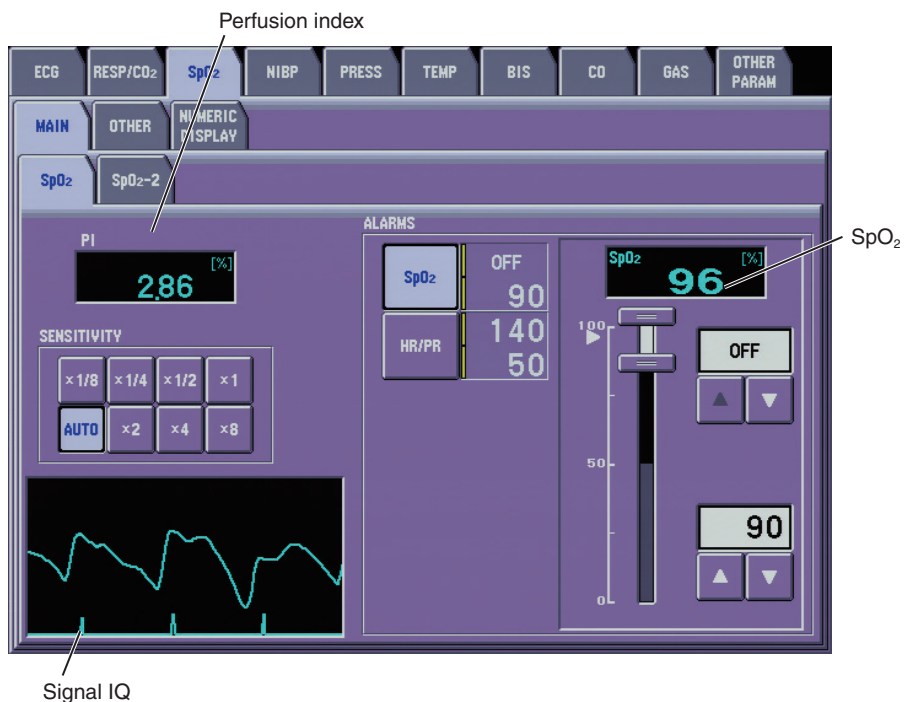 Perfusion index
ECG RESP/CO₂ SpO₂ NIBP PRESS TEMP BIS CO GAS OTHER PARAM
MAIN OTHER NUMERIC DISPLAY
SpO₂ SpO₂-2
PI
[%]
2.86
SENSITIVITY
×1/8 ×1/4 ×1/2 ×1
AUTO ×2 ×4 ×8
ALARMS
SpO₂ OFF
90
HR/PR 140
50
SpO₂ [%]
96
100
50
0
OFF
90
SpO₂
Signal IQ